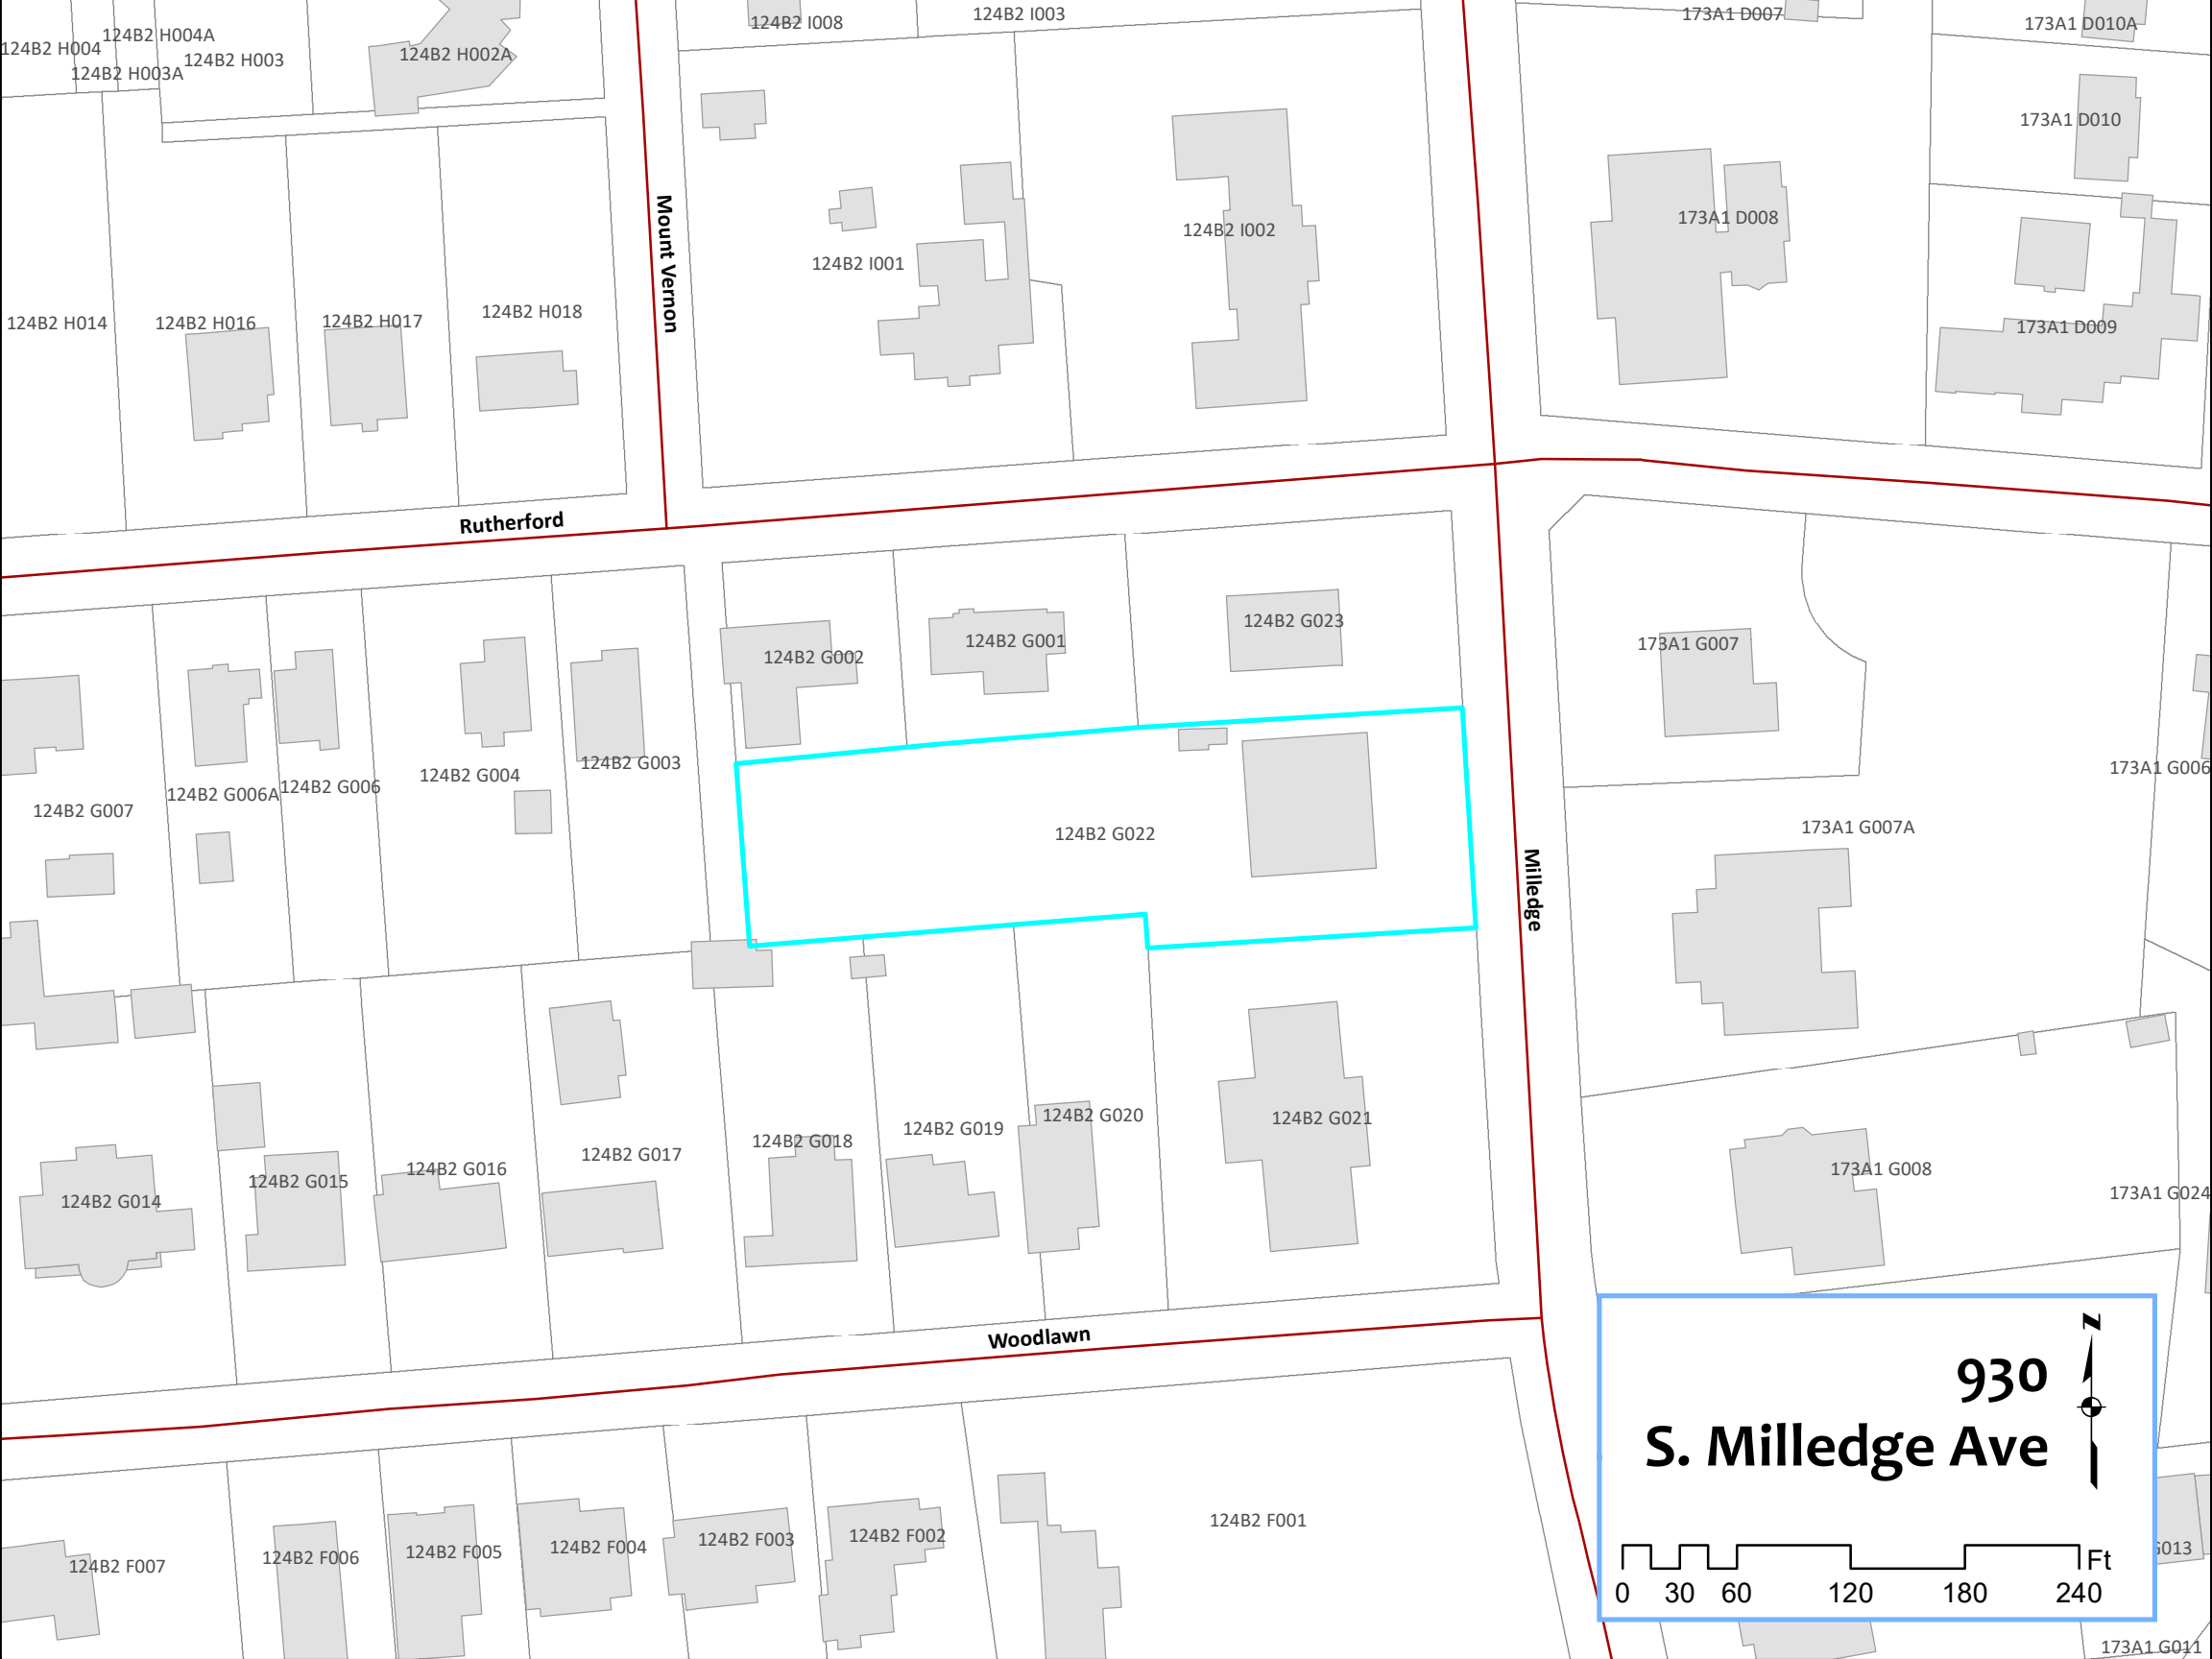 124B2 I008
124B2 I003
173A1 D007
173A1 D010A
124B2 H004A
124B2 H004
124B2 H003
124B2 H003A
124B2 H002A
173A1 D010
173A1 D008
124B2 I002
124B2 I001
Mount Vernon
124B2 H014
124B2 H016
124B2 H017
124B2 H018
173A1 D009
Rutherford
124B2 G002
124B2 G001
124B2 G023
173A1 G007
124B2 G003
124B2 G004
124B2 G006
124B2 G006A
124B2 G007
173A1 G006
124B2 G022
173A1 G007A
Milledge
124B2 G020
124B2 G021
124B2 G019
124B2 G018
124B2 G017
124B2 G016
124B2 G015
124B2 G014
173A1 G008
173A1 G024
Woodlawn
930
S. Milledge Ave
N
Ft
0 30 60 120 180 240
124B2 F001
124B2 F002
124B2 F003
124B2 F004
124B2 F005
124B2 F006
124B2 F007
G013
173A1 G011